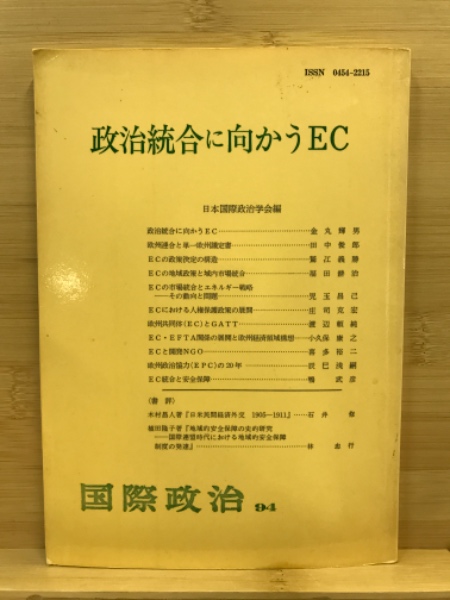 ISSN 0454-2215
政治統合に向かうEC
日本国際政治学会編
政治統合に向かうEC……金丸輝男
欧州連合と単一欧州議定書……田中俊郎
ECの政策決定の構造……鷲江義勝
ECの地域政策と域内市場統合……福田耕治
ECの市場統合とエネルギー戦略
——その動向と問題……児玉昌己
ECにおける人権保護政策の展開……庄司克宏
欧州共同体(EC)とGATT……渡辺頼純
EC・EFTA関係の展開と欧州経済領域構想……小久保康之
ECと開発NGO……喜多裕二
欧州政治協力(EPC)の20年……辰巳浅嗣
EC統合と安全保障……鴨武彦
〈書評〉
木村昌人著『日米民間経済外交 1905—1911』……石井修
植田隆子著『地域的安全保障の史的研究
——国際連盟時代における地域的安全保障
制度の発達』……林忠行
国際政治 94